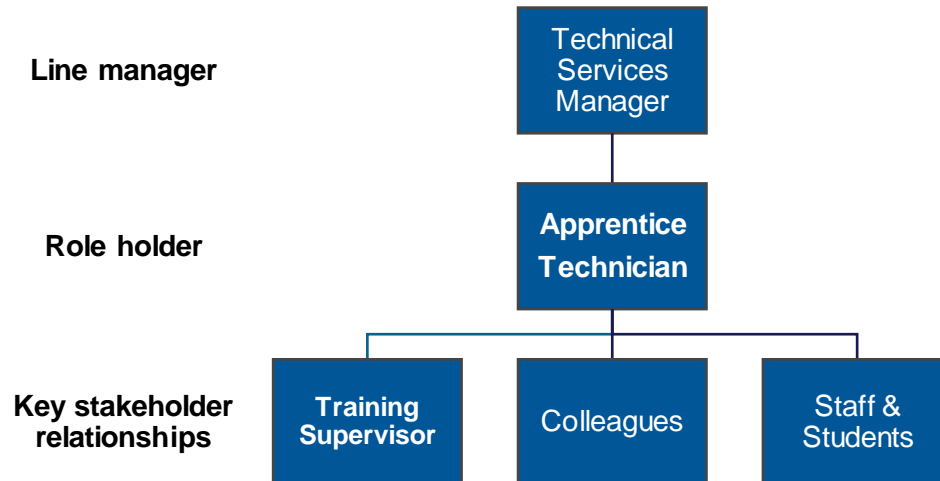 Line manager
Technical
Services
Manager
Role holder
Apprentice
Technician
Key stakeholder
relationships
Training
Supervisor
Colleagues
Staff &
Students